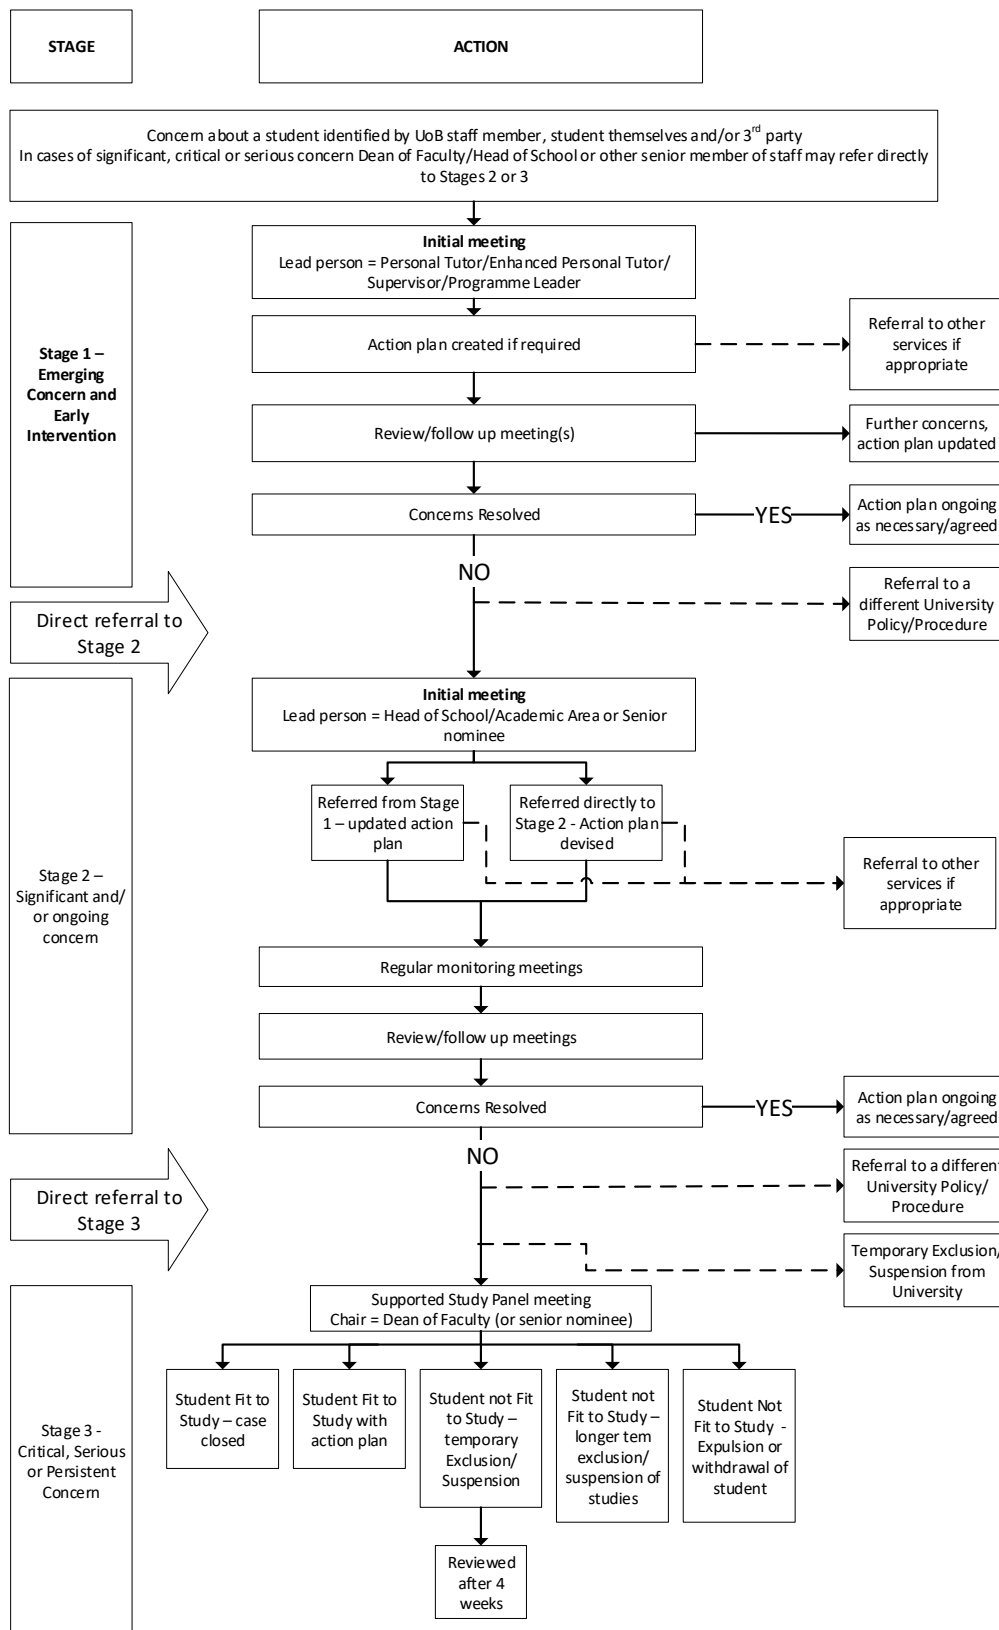 STAGE
ACTION
Concern about a student identified by UoB staff member, student themselves and/or 3rd party
In cases of significant, critical or serious concern Dean of Faculty/Head of School or other senior member of staff may refer directly
to Stages 2 or 3
Initial meeting
Lead person = Personal Tutor/Enhanced Personal Tutor/
Supervisor/Programme Leader
Stage 1 –
Emerging
Concern and
Early
Intervention
Action plan created if required
Referral to other
services if
appropriate
Review/follow up meeting(s)
Further concerns,
action plan updated
Concerns Resolved
YES
Action plan ongoing
as necessary/agreed
NO
Referral to a
different University
Policy/Procedure
Direct referral to
Stage 2
Initial meeting
Lead person = Head of School/Academic Area or Senior
nominee
Referred from Stage
1 – updated action
plan
Referred directly to
Stage 2 - Action plan
devised
Stage 2 –
Significant and/
or ongoing
concern
Referral to other
services if
appropriate
Regular monitoring meetings
Review/follow up meetings
Concerns Resolved
YES
Action plan ongoing
as necessary/agreed
NO
Referral to a different
University Policy/
Procedure
Direct referral to
Stage 3
Temporary Exclusion/
Suspension from
University
Supported Study Panel meeting
Chair = Dean of Faculty (or senior nominee)
Stage 3 -
Critical, Serious
or Persistent
Concern
Student Fit to
Study – case
closed
Student Fit to
Study with
action plan
Student not Fit
to Study –
temporary
Exclusion/
Suspension
Student not
Fit to Study –
longer tem
exclusion/
suspension of
studies
Student Not
Fit to Study -
Expulsion or
withdrawal of
student
Reviewed
after 4
weeks